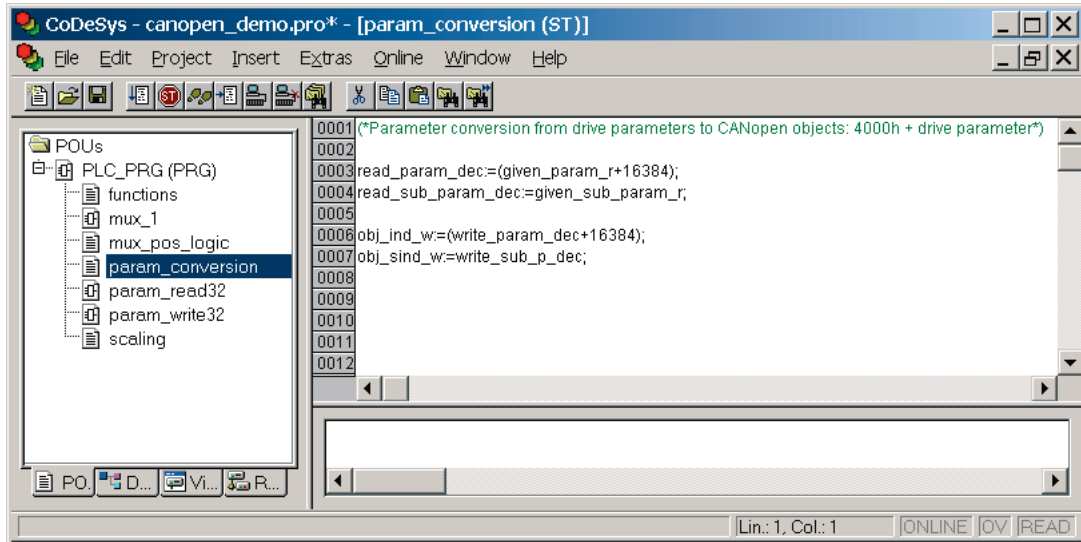 CoDeSys - canopen_demo.pro* - [param_conversion (ST)]
File Edit Project Insert Extras Online Window Help
POUs
PLC_PRG (PRG)
functions
mux_1
mux_pos_logic
param_conversion
param_read32
param_write32
scaling
PO. D... Vi... R...
0001 (*Parameter conversion from drive parameters to CANopen objects: 4000h + drive parameter*)
0002
0003 read_param_dec:=(given_param_r+16384);
0004 read_sub_param_dec:=given_sub_param_r;
0005
0006 obj_ind_w:=(write_param_dec+16384);
0007 obj_sind_w:=write_sub_p_dec;
0008
0009
0010
0011
0012
Lin.: 1, Col.: 1 ONLINE OV READ